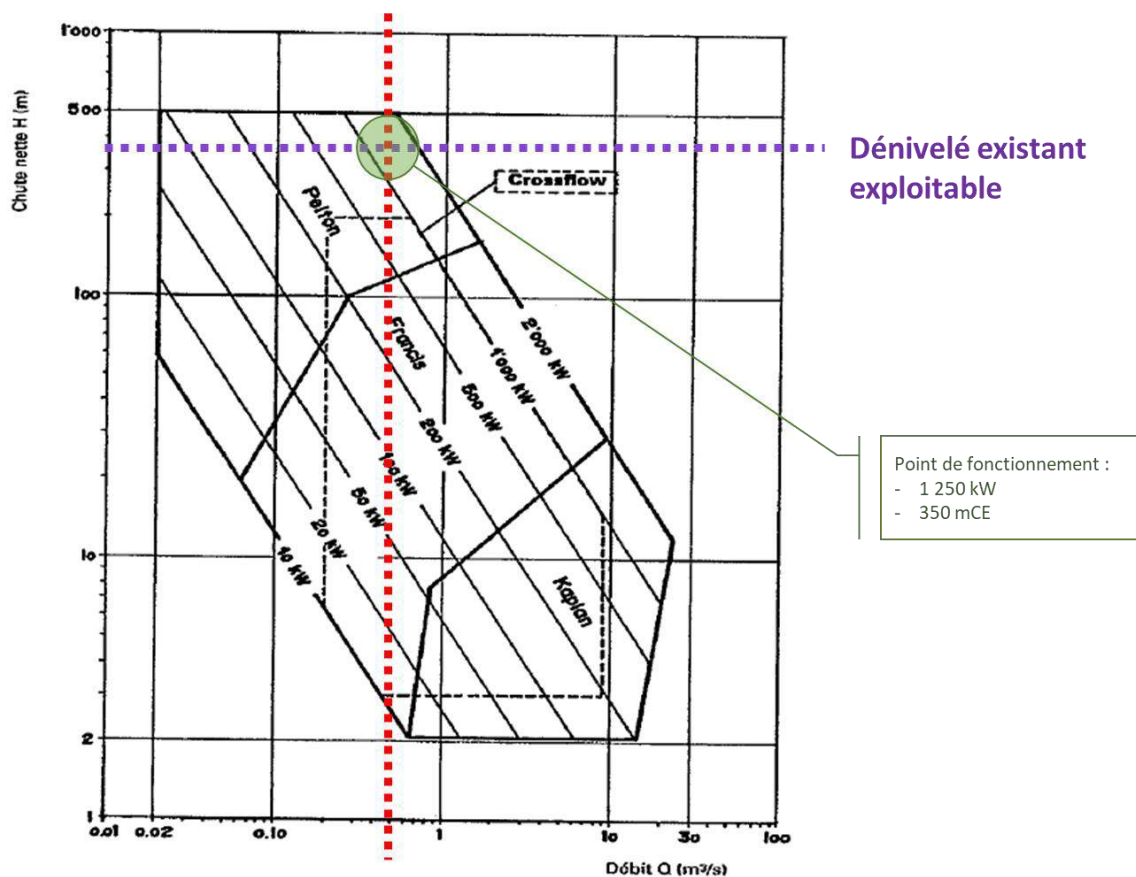 1'000
Chute nette H (m)
500
Dénivelé existant
exploitable
Crossflow
Pelton
100
Francis
2'000 kW
1'000 kW
500 kW
200 kW
100 kW
50 kW
20 kW
10 kW
Point de fonctionnement :
- 1 250 kW
- 350 mCE
10
Kaplan
2
1
0.01
0.02
0.10
1
10
30
100
Débit Q (m³/s)